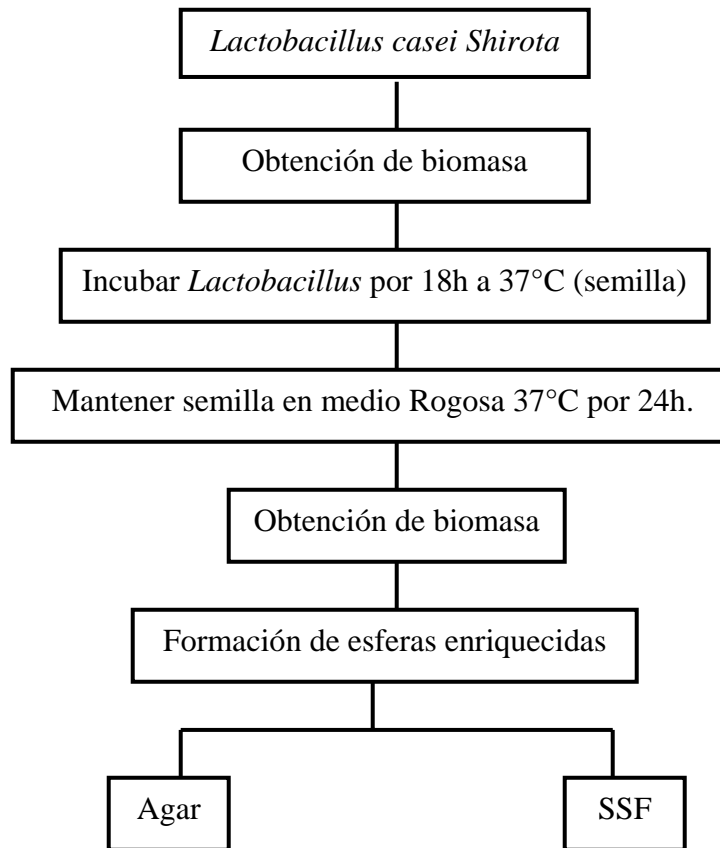 Lactobacillus casei Shirota
Obtención de biomasa
Incubar Lactobacillus por 18h a 37°C (semilla)
Mantener semilla en medio Rogosa 37°C por 24h.
Obtención de biomasa
Formación de esferas enriquecidas
Agar
SSF